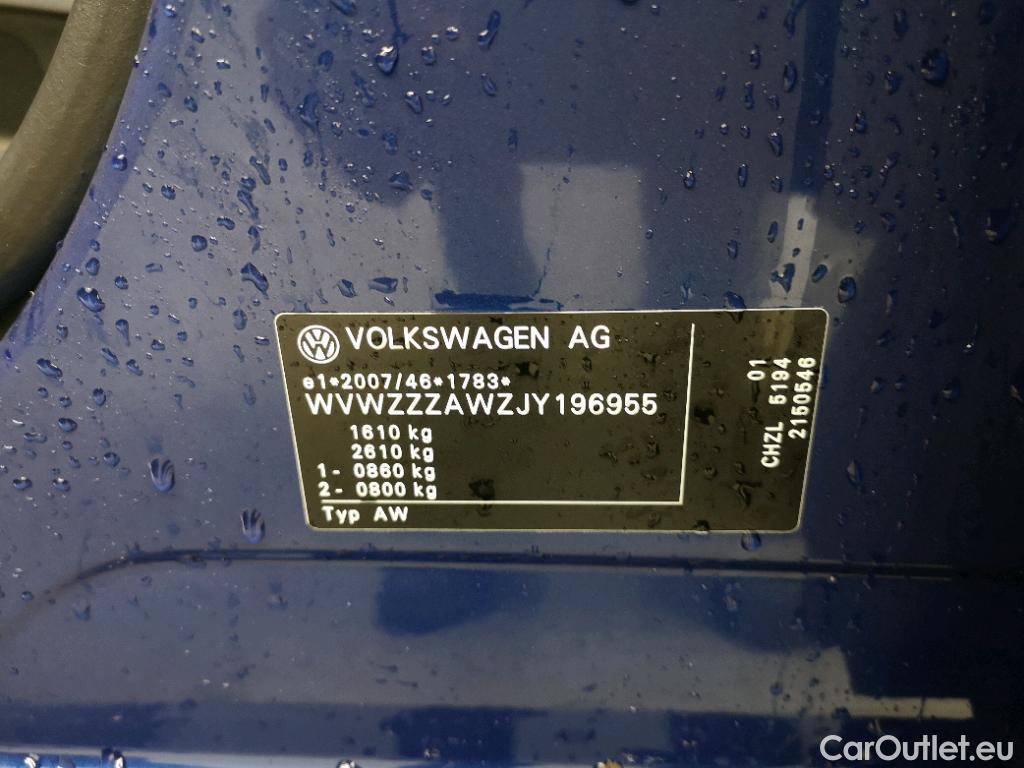 VOLKSWAGEN AG
e1*2007/46*1783*
WVWZZZAWZJY196955
1610 kg
2610 kg
1- 0860 kg
2- 0800 kg
Typ AW
01
CHZL 5194
2150546
CarOutlet.eu